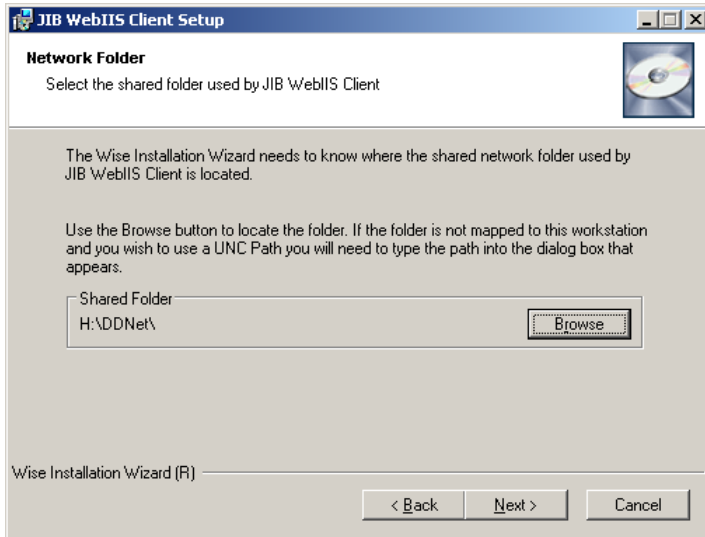 JIB WebIIS Client Setup
Network Folder
Select the shared folder used by JIB WebIIS Client
The Wise Installation Wizard needs to know where the shared network folder used by
JIB WebIIS Client is located.
Use the Browse button to locate the folder. If the folder is not mapped to this workstation
and you wish to use a UNC Path you will need to type the path into the dialog box that
appears.
Shared Folder
H:\DDNet\
Browse
Wise Installation Wizard (R)
< Back
Next >
Cancel